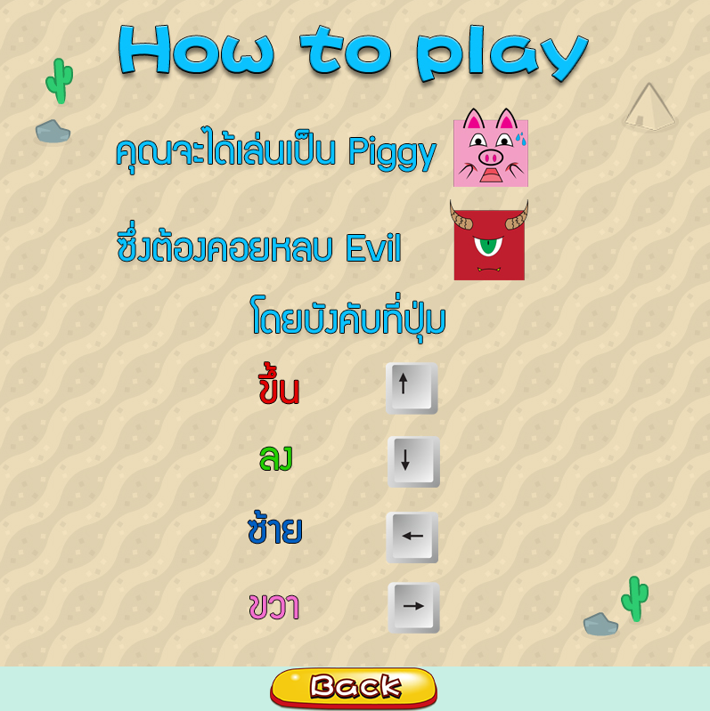 How to play
คุณจะได้เล่นเป็น Piggy
ซึ่งต้องคอยหลบ Evil
โดยบังคับที่ปุ่ม
ขึ้น ↑
ลง ↓
ซ้าย ←
ขวา →
Back